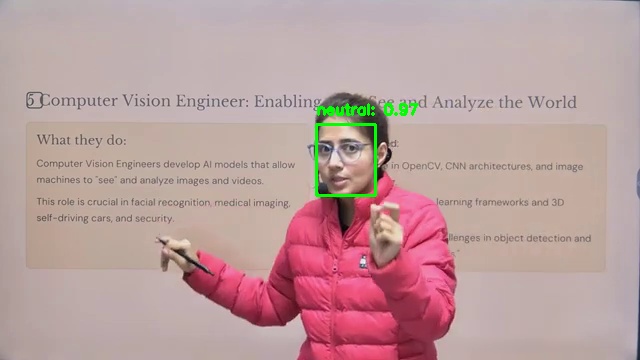 5 Computer Vision Engineer: Enabling See and Analyze the World
neutral: 0.97
What they do:
Computer Vision Engineers develop AI models that allow
machines to "see" and analyze images and videos.
This role is crucial in facial recognition, medical imaging,
self-driving cars, and security.
in OpenCV, CNN architectures, and image
learning frameworks and 3D
in object detection and